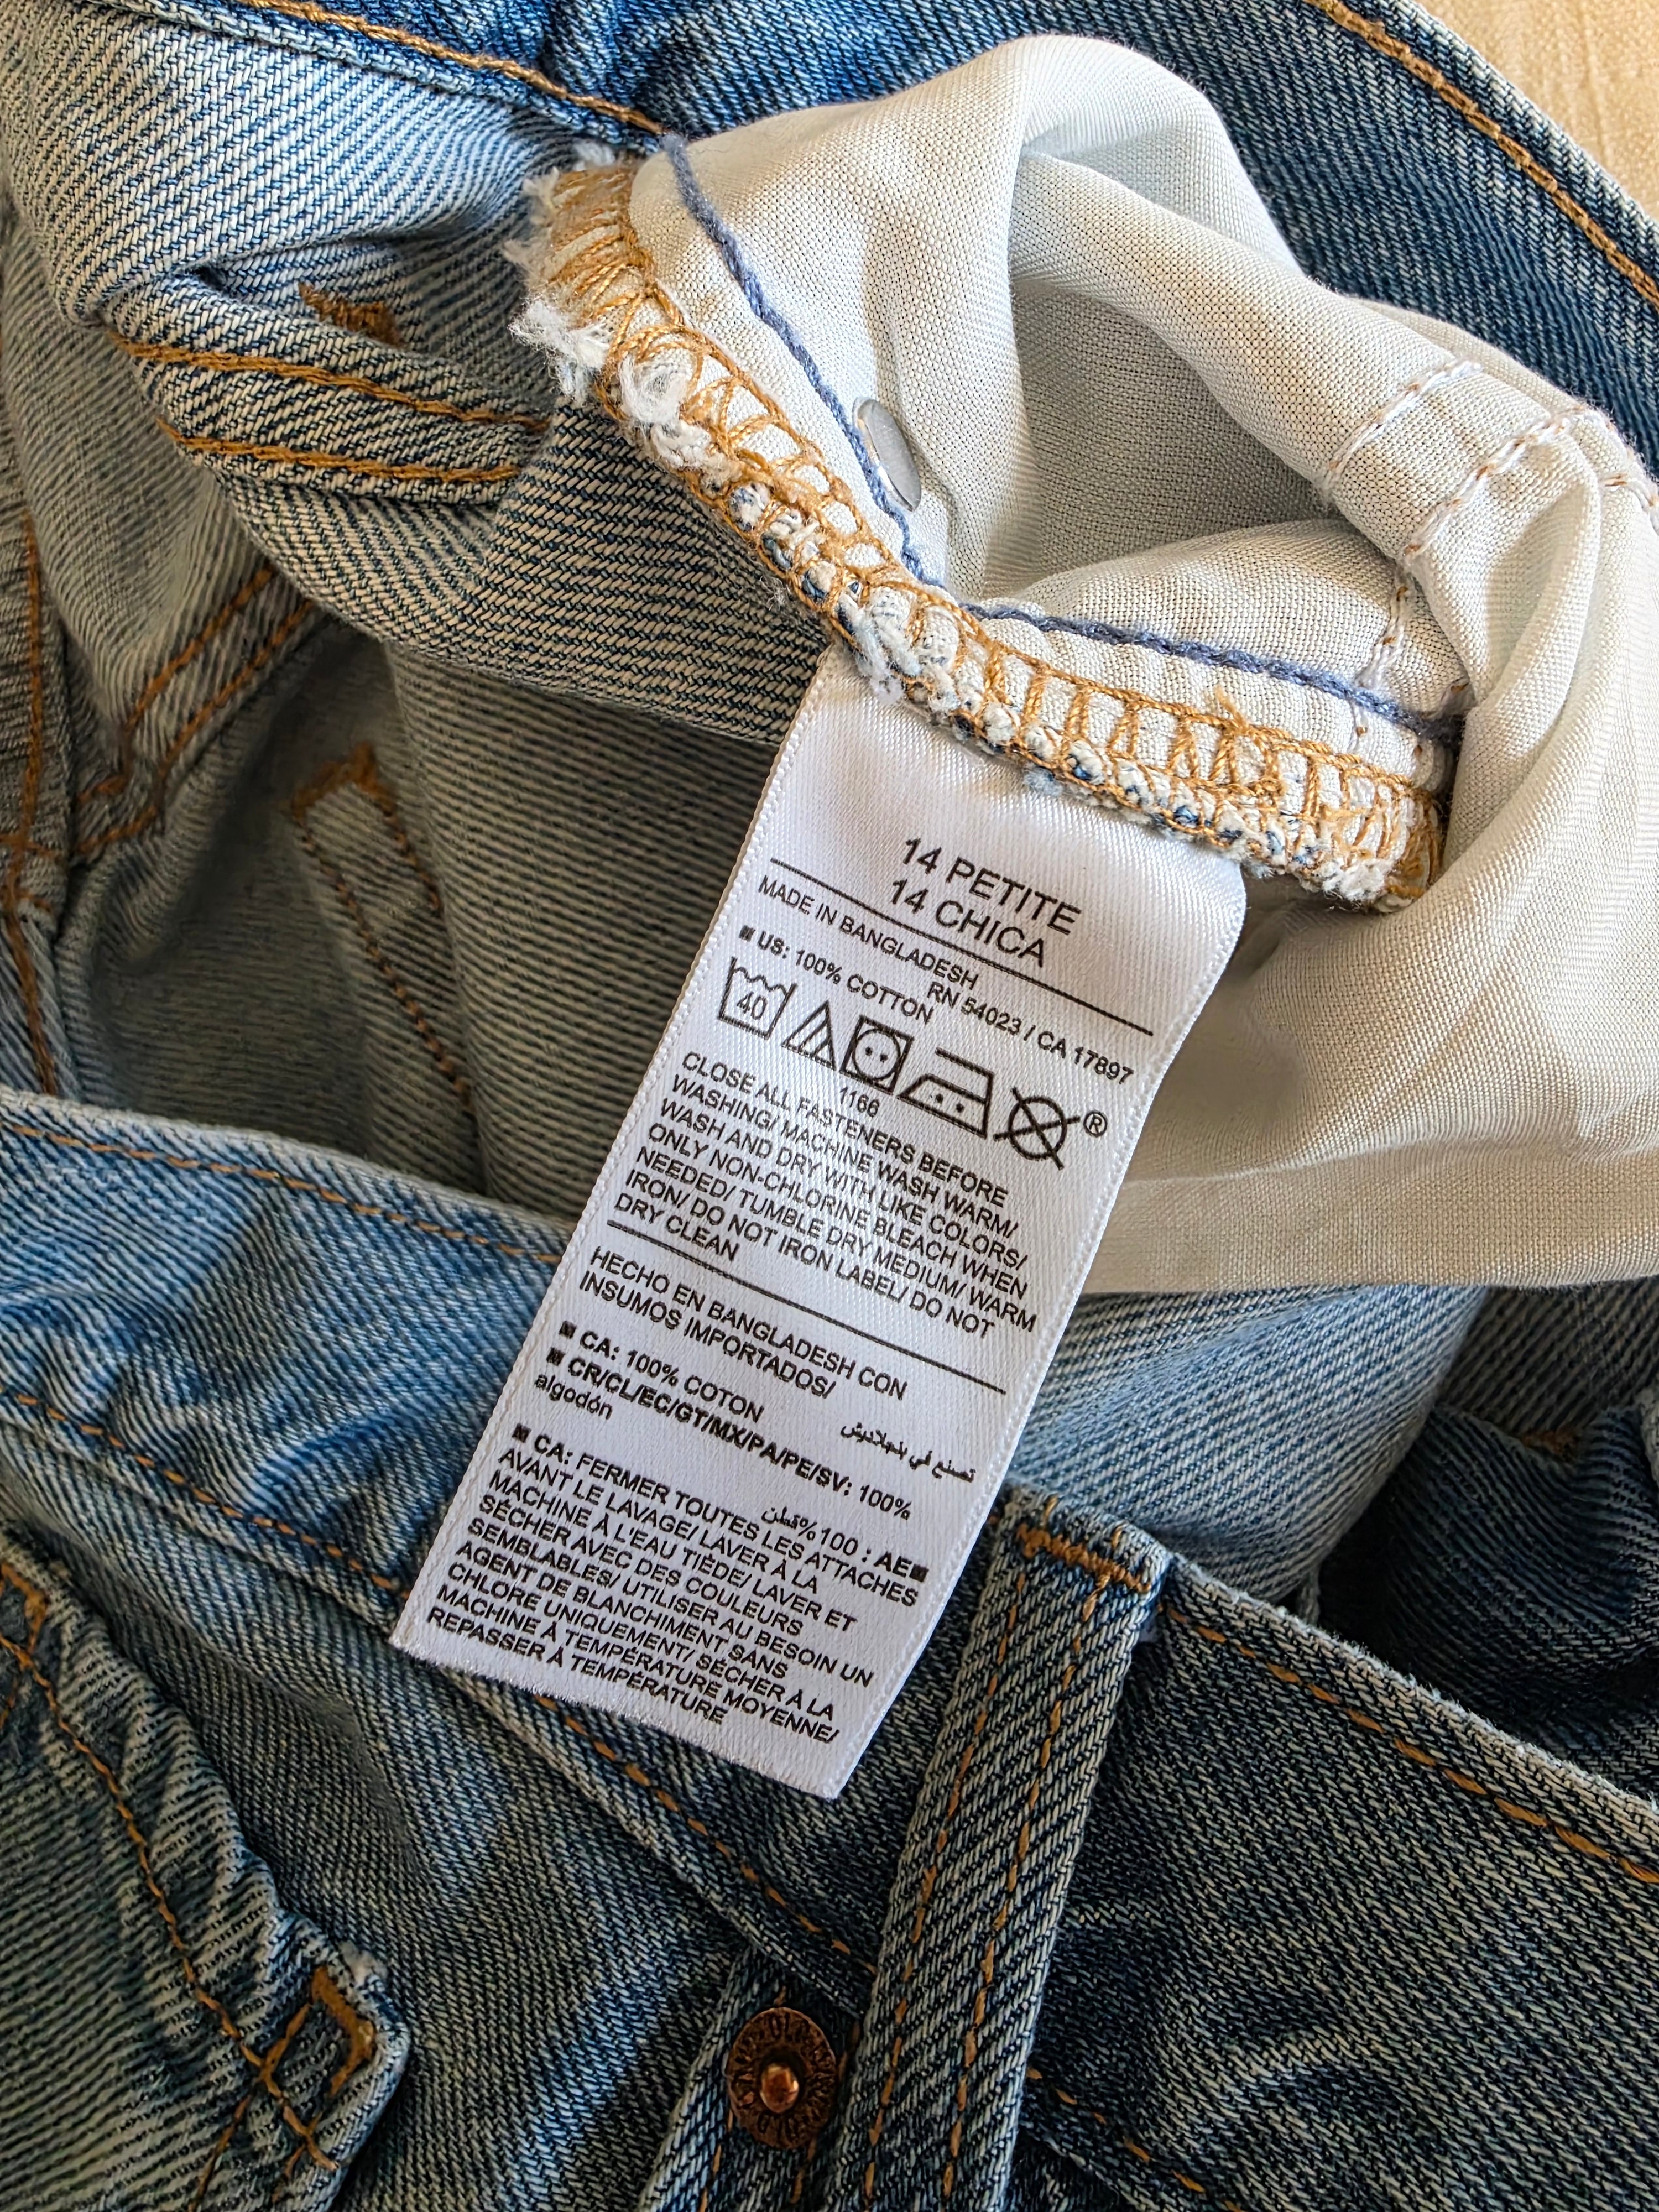 14 PETITE
14 CHICA
MADE IN BANGLADESH
RN 54023 / CA 17897
■ US: 100% COTTON
40
1166
®
CLOSE ALL FASTENERS BEFORE
WASHING/ MACHINE WASH WARM/
WASH AND DRY WITH LIKE COLORS/
ONLY NON-CHLORINE BLEACH WHEN
NEEDED/ TUMBLE DRY MEDIUM/ WARM
IRON/ DO NOT IRON LABEL/ DO NOT
DRY CLEAN
HECHO EN BANGLADESH CON
INSUMOS IMPORTADOS/
تصنع في بنجلاديش
■ CA: 100% COTON
■ CR/CL/EC/GT/MX/PA/PE/SV: 100%
algodón
■AE : 100%قطن
■ CA: FERMER TOUTES LES ATTACHES
AVANT LE LAVAGE/ LAVER À LA
MACHINE À L'EAU TIÈDE/ LAVER ET
SÉCHER AVEC DES COULEURS
SEMBLABLES/ UTILISER AU BESOIN UN
AGENT DE BLANCHIMENT SANS
CHLORE UNIQUEMENT/ SÉCHER À LA
MACHINE À TEMPÉRATURE MOYENNE/
REPASSER À TEMPÉRATURE